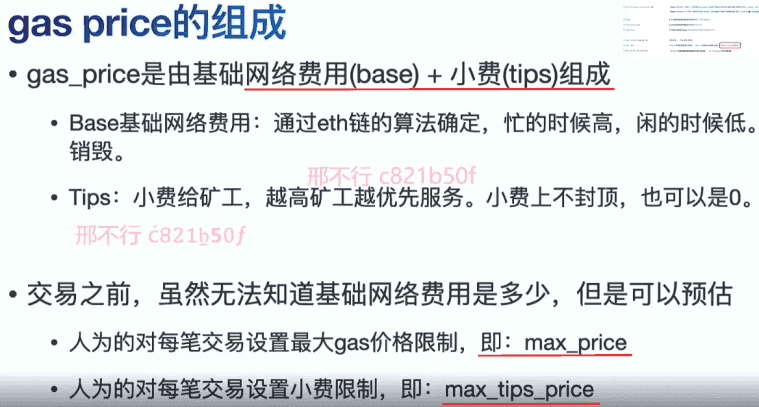 gas price的组成
• gas_price是由基础网络费用(base) + 小费(tips)组成
• Base基础网络费用：通过eth链的算法确定，忙的时候高，闲的时候低。
销毁。
邢不行 c821b50f
• Tips：小费给矿工，越高矿工越优先服务。小费上不封顶，也可以是0。
邢不行 c821b50f
• 交易之前，虽然无法知道基础网络费用是多少，但是可以预估
• 人为的对每笔交易设置最大gas价格限制，即：max_price
• 人为的对每笔交易设置小费限制，即：max_tips_price